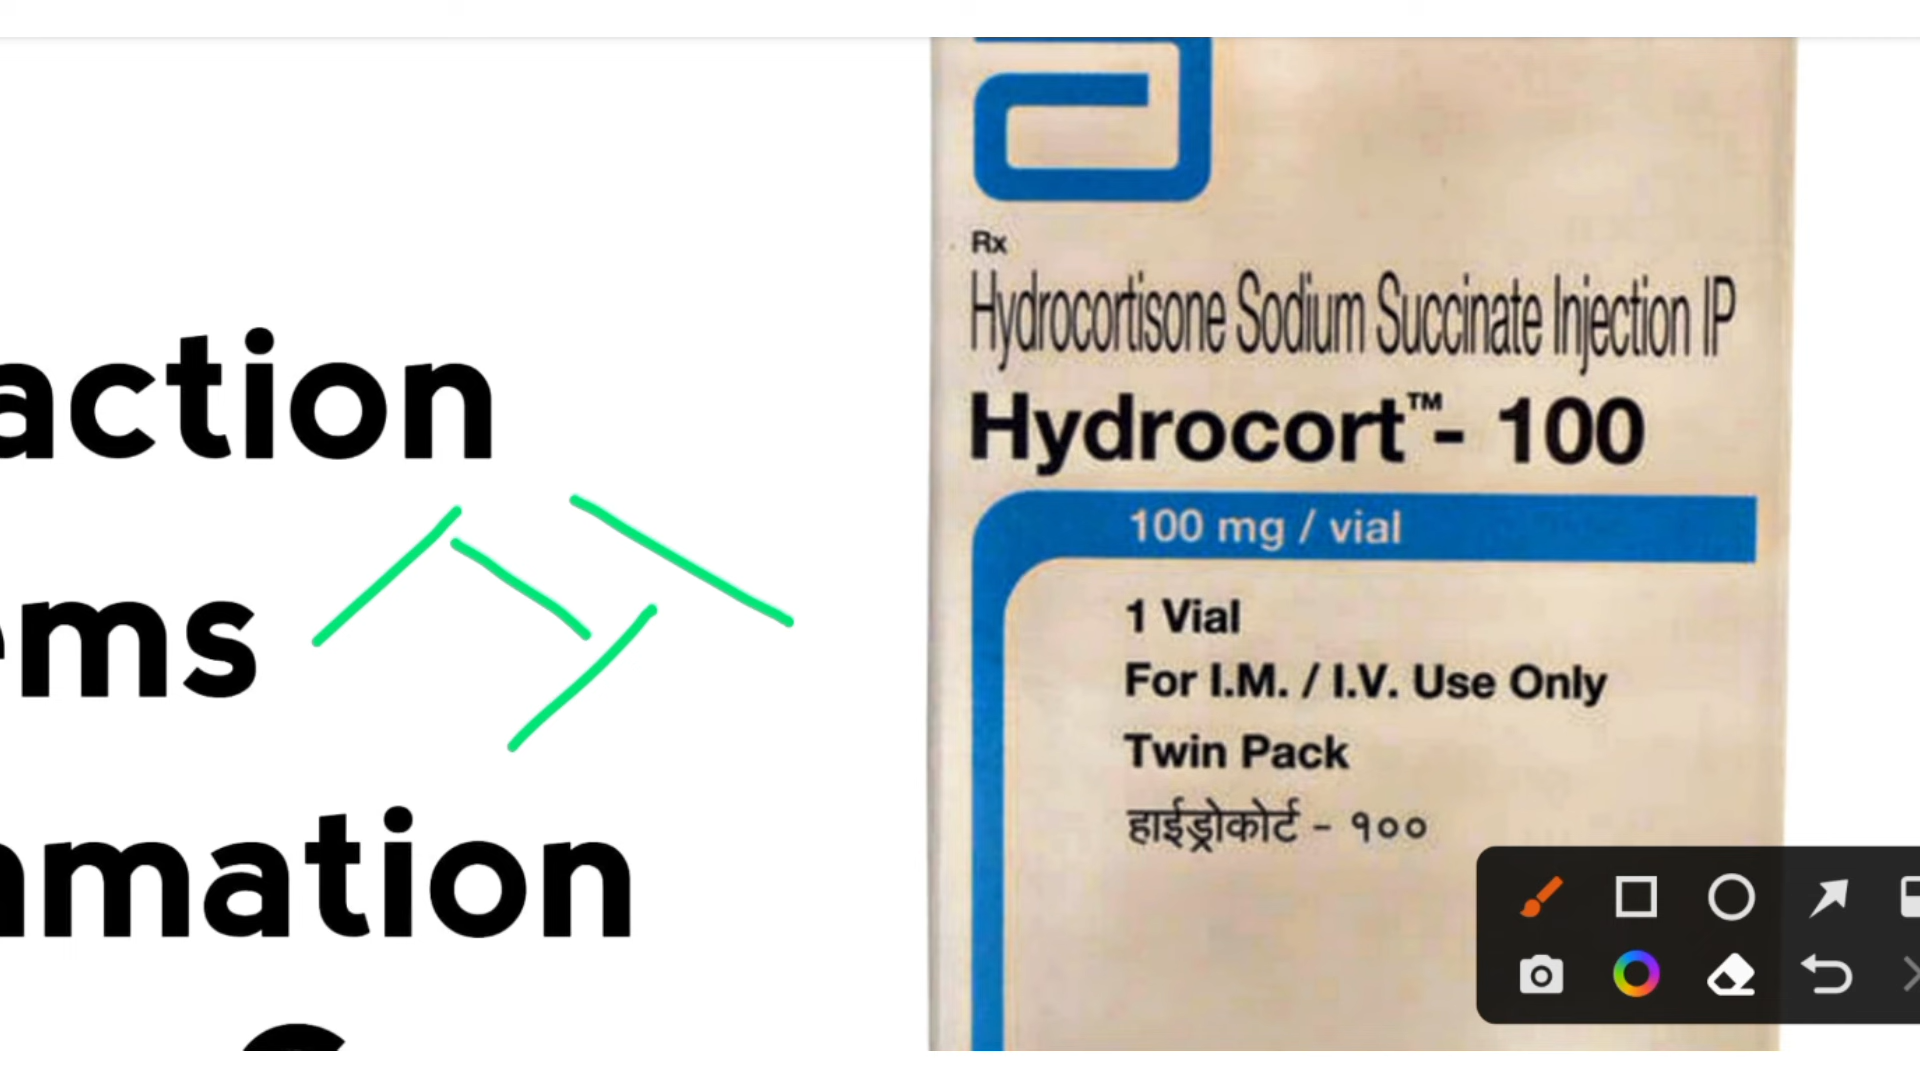 Rx
Hydrocortisone Sodium Succinate Injection IP
Hydrocort™- 100
100 mg / vial
1 Vial
For I.M. / I.V. Use Only
Twin Pack
हाईड्रोकोर्ट - १००
action
ems
mation